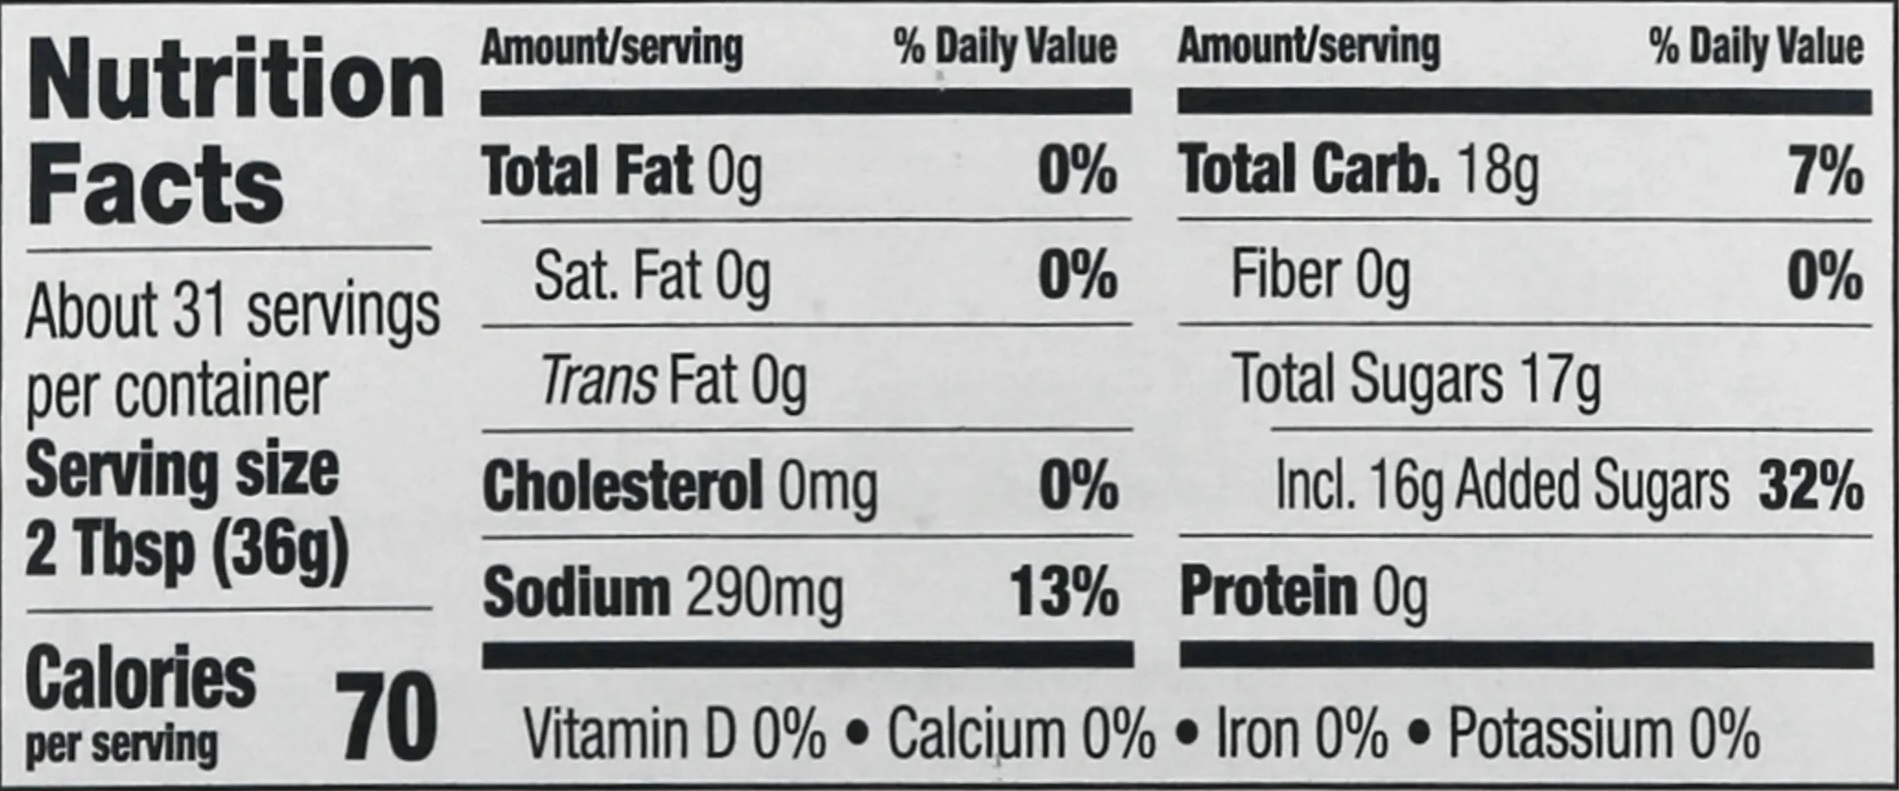 Nutrition
Facts
About 31 servings
per container
Serving size
2 Tbsp (36g)
Calories
per serving 70
Amount/serving % Daily Value
Total Fat 0g 0%
Sat. Fat 0g 0%
Trans Fat 0g
Cholesterol 0mg 0%
Sodium 290mg 13%
Amount/serving % Daily Value
Total Carb. 18g 7%
Fiber 0g 0%
Total Sugars 17g
Incl. 16g Added Sugars 32%
Protein 0g
Vitamin D 0% • Calcium 0% • Iron 0% • Potassium 0%